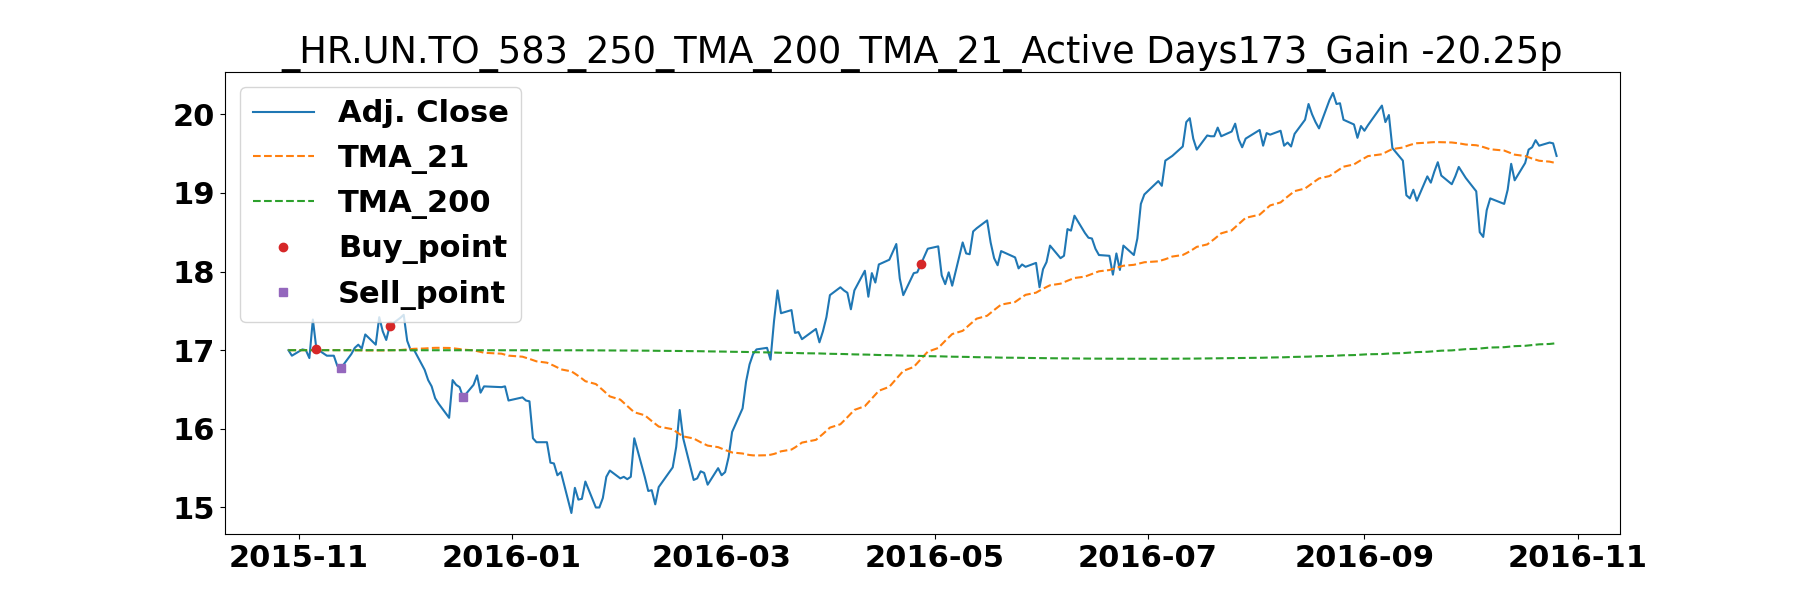 _HR.UN.TO_583_250_TMA_200_TMA_21_Active Days173_Gain -20.25p
20
19
18
17
16
15
Adj. Close
TMA_21
TMA_200
Buy_point
Sell_point
2015-11 2016-01 2016-03 2016-05 2016-07 2016-09 2016-11